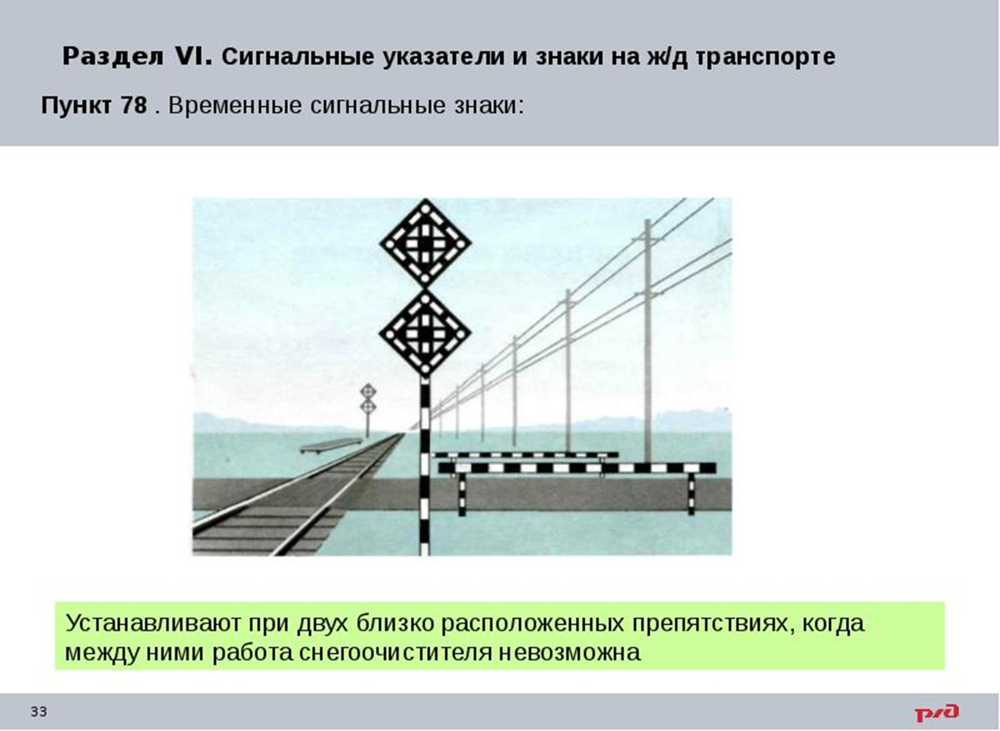 Раздел VI. Сигнальные указатели и знаки на ж/д транспорте
Пункт 78 . Временные сигнальные знаки:
Устанавливают при двух близко расположенных препятствиях, когда
между ними работа снегоочистителя невозможна
33
ржд